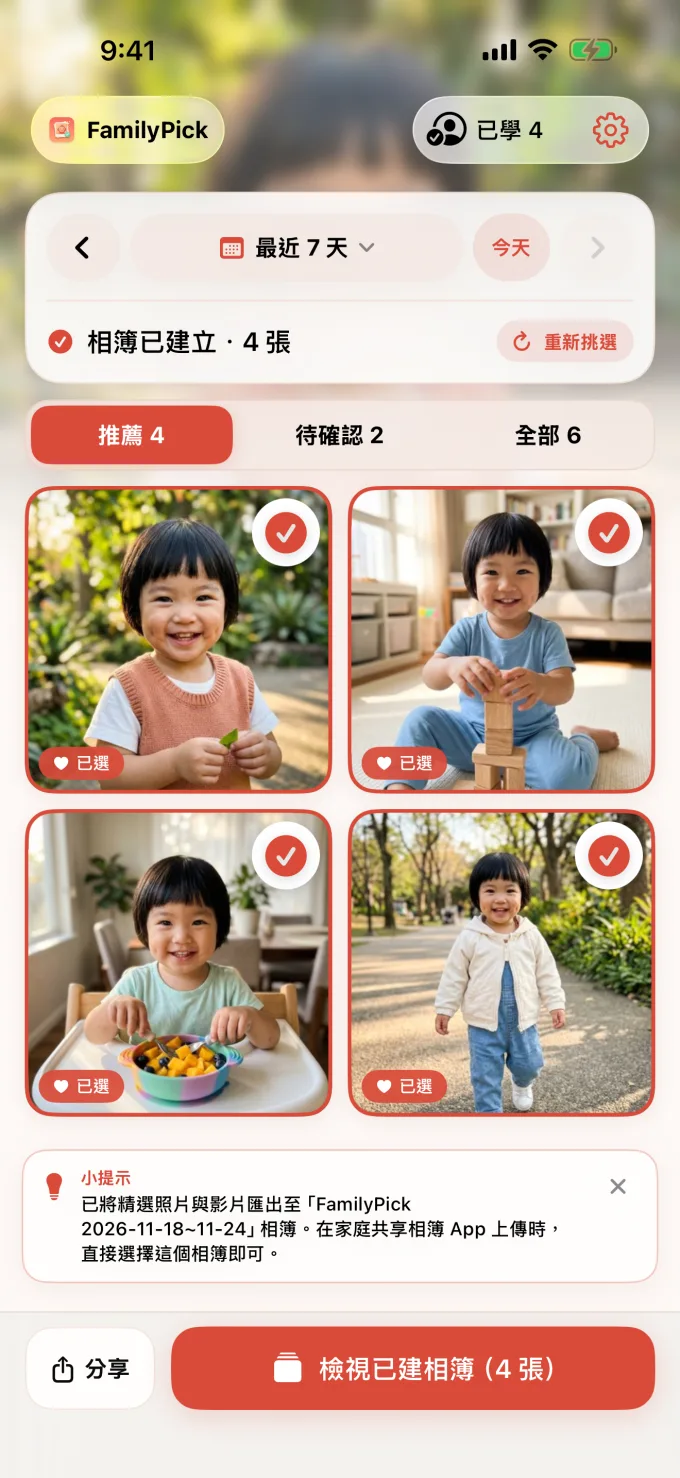 9:41
FamilyPick
已學 4
最近 7 天
今天
相簿已建立 · 4 張
重新挑選
推薦 4
待確認 2
全部 6
已選
已選
已選
已選
小提示
已將精選照片與影片匯出至「FamilyPick
2026-11-18~11-24」相簿。在家庭共享相簿 App 上傳時，
直接選擇這個相簿即可。
分享
檢視已建相簿（4 張）